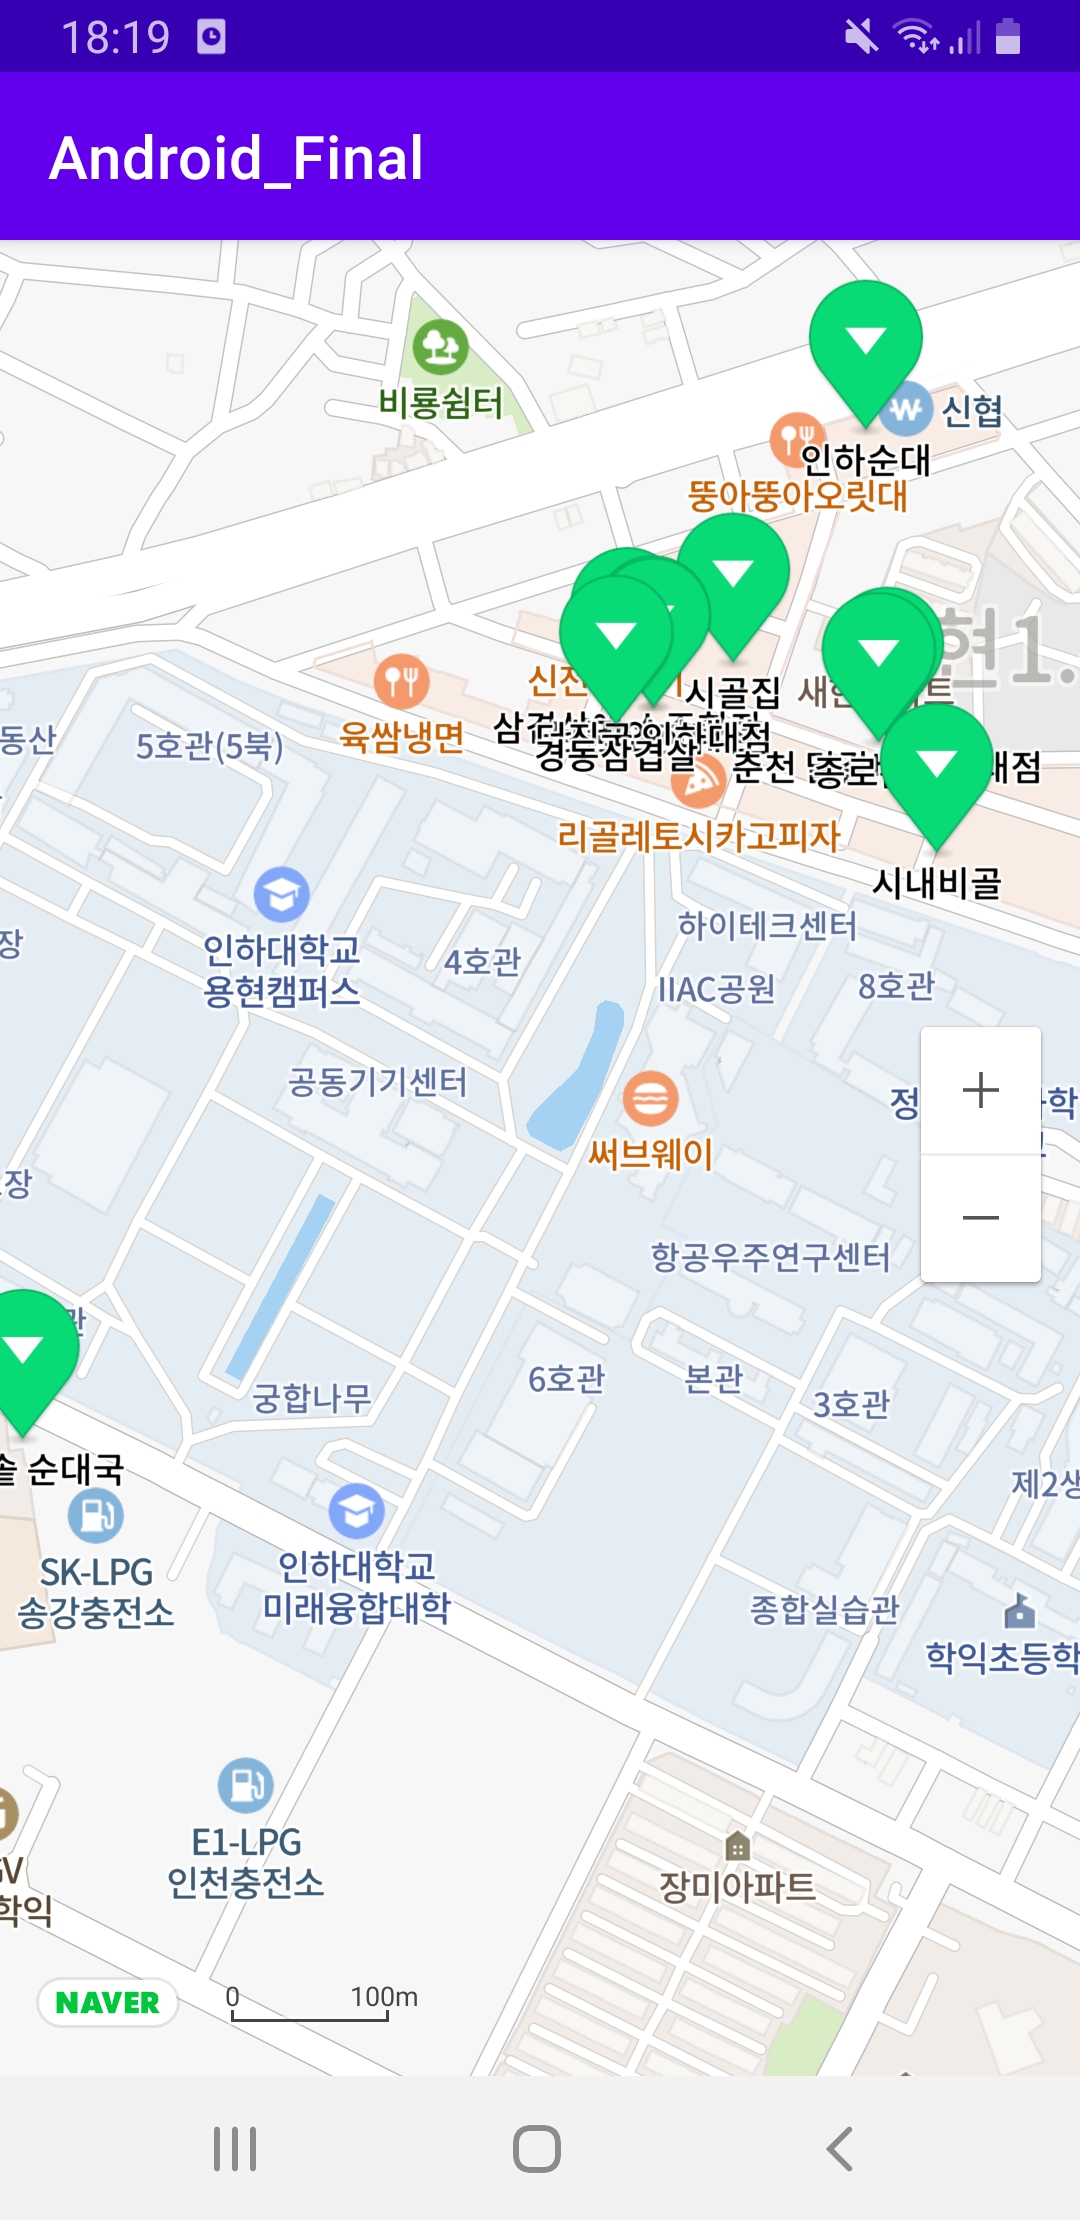 18:19
Android_Final
비룡쉼터
신협
인하순대
뚱아뚱아오릿대
시골집
육쌈냉면
5호관(5북)
동산
경동삼겹살
춘천
종로
대점
리골레토시카고피자
시내비골
인하대학교
용현캠퍼스
4호관
하이테크센터
IIAC공원
8호관
장
공동기기센터
써브웨이
항공우주연구센터
장
6호관
본관
3호관
궁합나무
솥 순대국
SK-LPG
송강충전소
인하대학교
미래융합대학
제2생
종합실습관
학익초등학
E1-LPG
인천충전소
장미아파트
학익
NAVER
0 100m